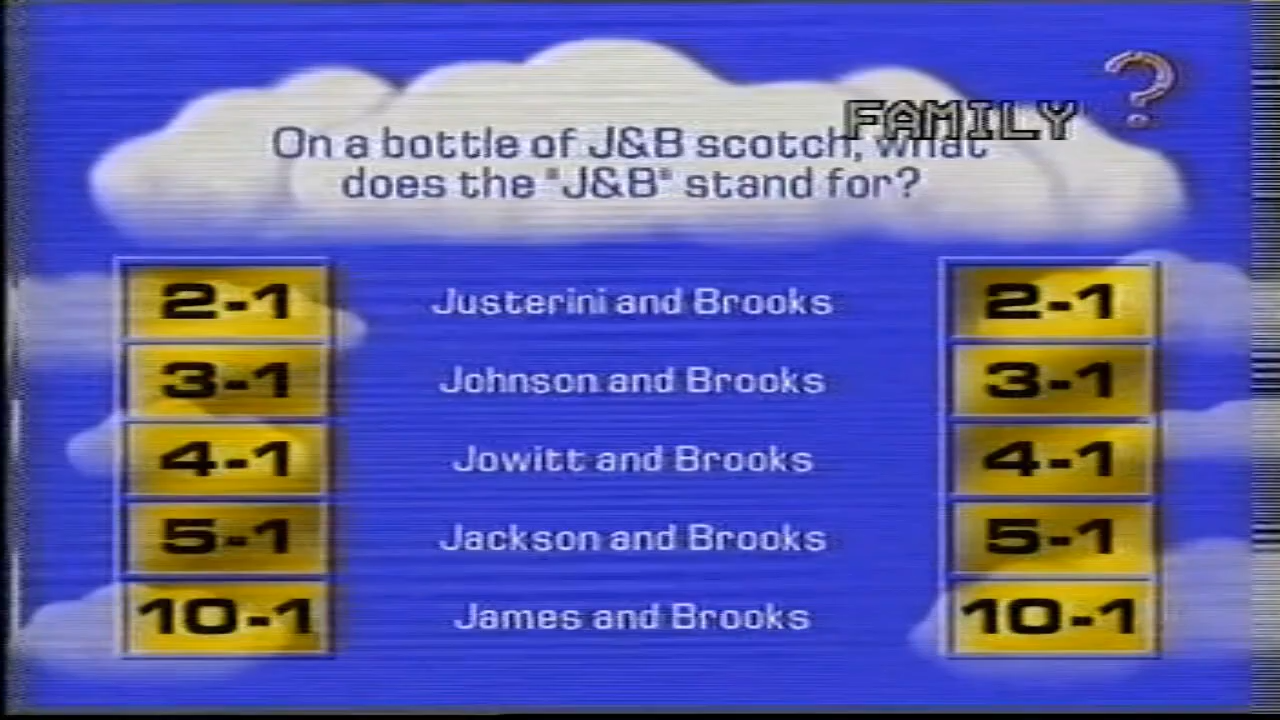 FAMILY
?
On a bottle of J&B scotch, what
does the "J&B" stand for?
2-1 Justerini and Brooks 2-1
3-1 Johnson and Brooks 3-1
4-1 Jowitt and Brooks 4-1
5-1 Jackson and Brooks 5-1
10-1 James and Brooks 10-1